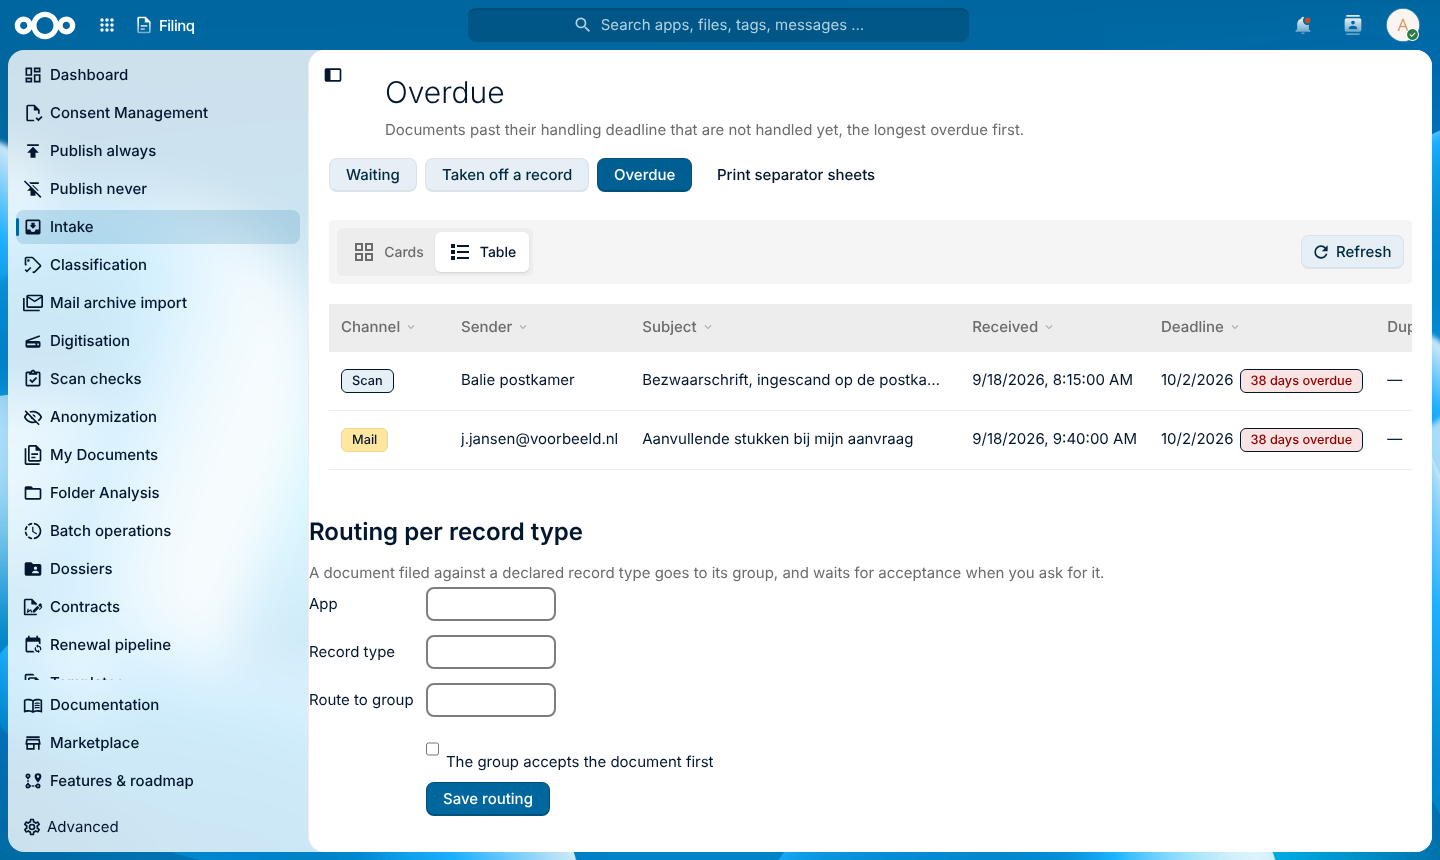 Filinq
Search apps, files, tags, messages ...
A
Dashboard
Consent Management
Publish always
Publish never
Intake
Classification
Mail archive import
Digitisation
Scan checks
Anonymization
My Documents
Folder Analysis
Batch operations
Dossiers
Contracts
Renewal pipeline
Documentation
Marketplace
Features & roadmap
Advanced
Overdue
Documents past their handling deadline that are not handled yet, the longest overdue first.
Waiting Taken off a record Overdue Print separator sheets
Cards Table Refresh
Channel Sender Subject Received Deadline
Scan Balie postkamer Bezwaarschrift, ingescand op de postka... 9/18/2026, 8:15:00 AM 10/2/2026 38 days overdue —
Mail j.jansen@voorbeeld.nl Aanvullende stukken bij mijn aanvraag 9/18/2026, 9:40:00 AM 10/2/2026 38 days overdue —
Routing per record type
A document filed against a declared record type goes to its group, and waits for acceptance when you ask for it.
App
Record type
Route to group
The group accepts the document first
Save routing